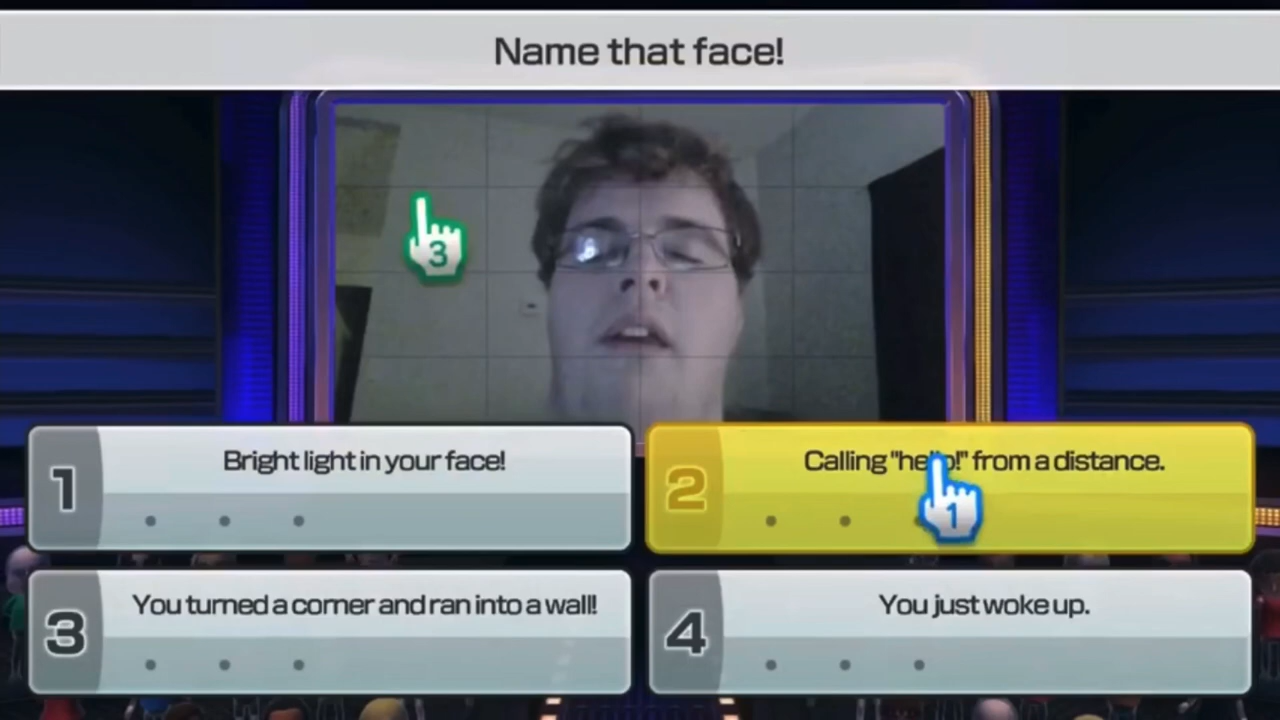 Name that face!
3
1
Bright light in your face!
2
Calling "hello!" from a distance.
1
3
You turned a corner and ran into a wall!
4
You just woke up.